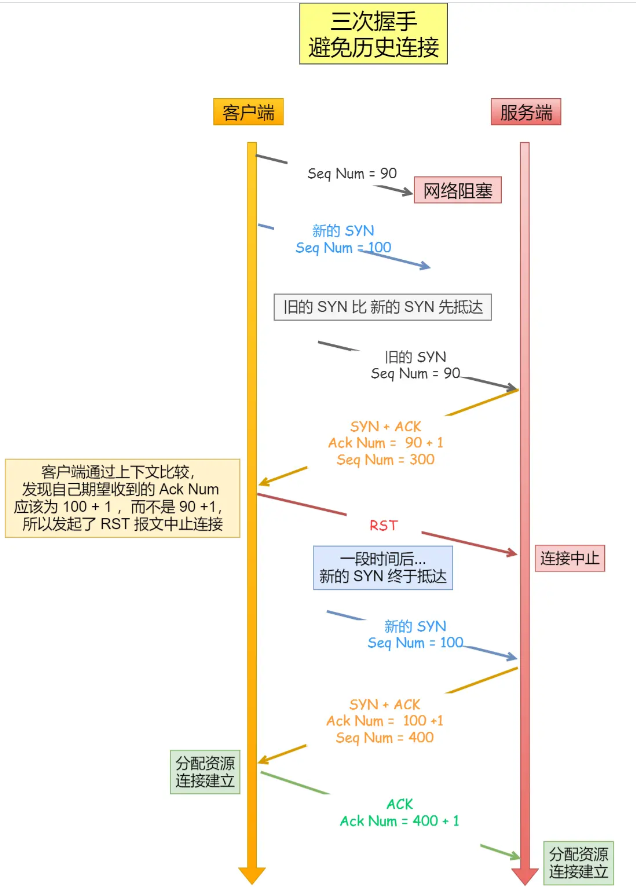 三次握手
避免历史连接
客户端
服务端
Seq Num = 90
网络阻塞
新的 SYN
Seq Num = 100
旧的 SYN 比 新的 SYN 先抵达
旧的 SYN
Seq Num = 90
SYN + ACK
Ack Num = 90 + 1
Seq Num = 300
客户端通过上下文比较,
发现自己期望收到的 Ack Num
应该为 100 + 1 ，而不是 90 +1,
所以发起了 RST 报文中止连接
RST
连接中止
一段时间后...
新的 SYN 终于抵达
新的 SYN
Seq Num = 100
SYN + ACK
Ack Num = 100 +1
Seq Num = 400
分配资源
连接建立
ACK
Ack Num = 400 + 1
分配资源
连接建立